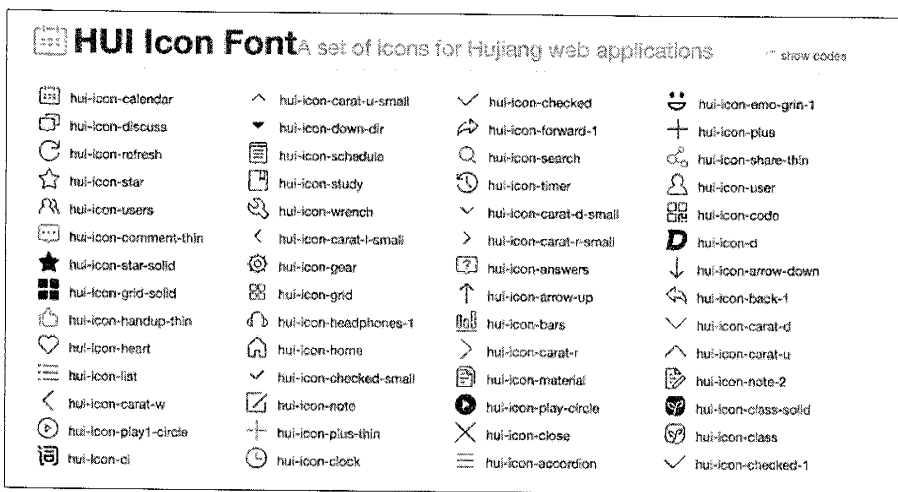 HUI Icon Font A set of icons for Hujiang web applications show codes
hui-icon-calendar
hui-icon-discuss
hui-icon-refresh
hui-icon-star
hui-icon-users
hui-icon-comment-thin
hui-icon-star-solid
hui-icon-grid-solid
hui-icon-handup-thin
hui-icon-heart
hui-icon-list
hui-icon-carat-w
hui-icon-play1-circle
词 hui-icon-ci
hui-icon-carat-u-small
hui-icon-down-dir
hui-icon-schedule
hui-icon-study
hui-icon-wrench
hui-icon-carat-l-small
hui-icon-gear
hui-icon-grid
hui-icon-headphones-1
hui-icon-home
hui-icon-checked-small
hui-icon-note
hui-icon-plus-thin
hui-icon-clock
hui-icon-checked
hui-icon-forward-1
hui-icon-search
hui-icon-timer
hui-icon-carat-d-small
hui-icon-carat-r-small
hui-icon-answers
hui-icon-arrow-up
hui-icon-bars
hui-icon-carat-r
hui-icon-material
hui-icon-play-circle
hui-icon-close
hui-icon-accordion
hui-icon-emo-grin-1
hui-icon-plus
hui-icon-share-thin
hui-icon-user
hui-icon-code
D hui-icon-d
hui-icon-arrow-down
hui-icon-back-1
hui-icon-carat-d
hui-icon-carat-u
hui-icon-note-2
hui-icon-class-solid
hui-icon-class
hui-icon-checked-1